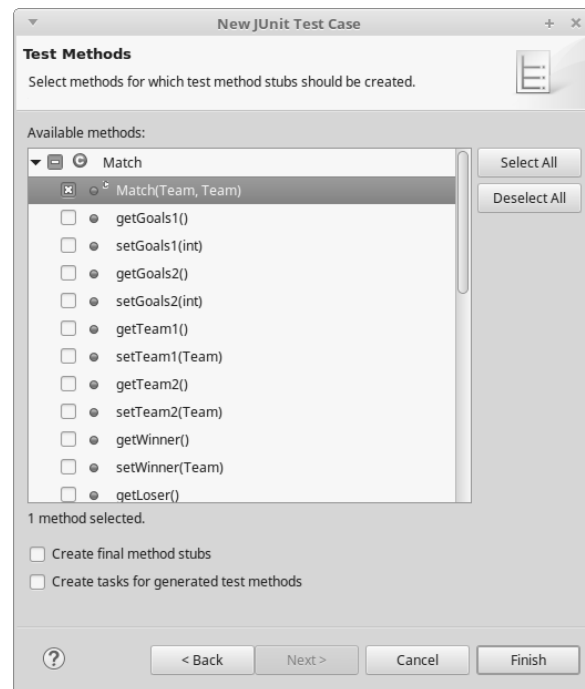 New JUnit Test Case
Test Methods
Select methods for which test method stubs should be created.
Available methods:
Match
Match(Team, Team)
getGoals1()
setGoals1(int)
getGoals2()
setGoals2(int)
getTeam1()
setTeam1(Team)
getTeam2()
setTeam2(Team)
getWinner()
setWinner(Team)
getLoser()
Select All
Deselect All
1 method selected.
Create final method stubs
Create tasks for generated test methods
< Back
Next >
Cancel
Finish